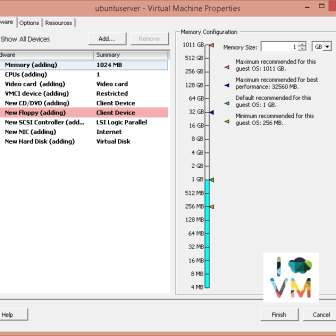 ubuntuserver - Virtual Machine Properties
ware Options Resources
Show All Devices Add... Remove
dware Summary
Memory (adding) 1024 MB
CPUs (adding) 1
Video card (adding) Video card
VMCI device (adding) Restricted
New CD/DVD (adding) Client Device
New Floppy (adding) Client Device
New SCSI Controller (add... LSI Logic Parallel
New NIC (adding) Internet
New Hard Disk (adding) Virtual Disk
Memory Configuration
1011 GB
512 GB
256 GB
128 GB
64 GB
32 GB
16 GB
8 GB
4 GB
2 GB
1 GB
512 MB
256 MB
128 MB
64 MB
32 MB
16 MB
8 MB
4 MB
Memory Size: 1 GB
Maximum recommended for this
guest OS: 1011 GB.
Maximum recommended for best
performance: 32560 MB.
Default recommended for this
guest OS: 1 GB.
Minimum recommended for this
guest OS: 256 MB.
I
VM
Help Finish Cancel